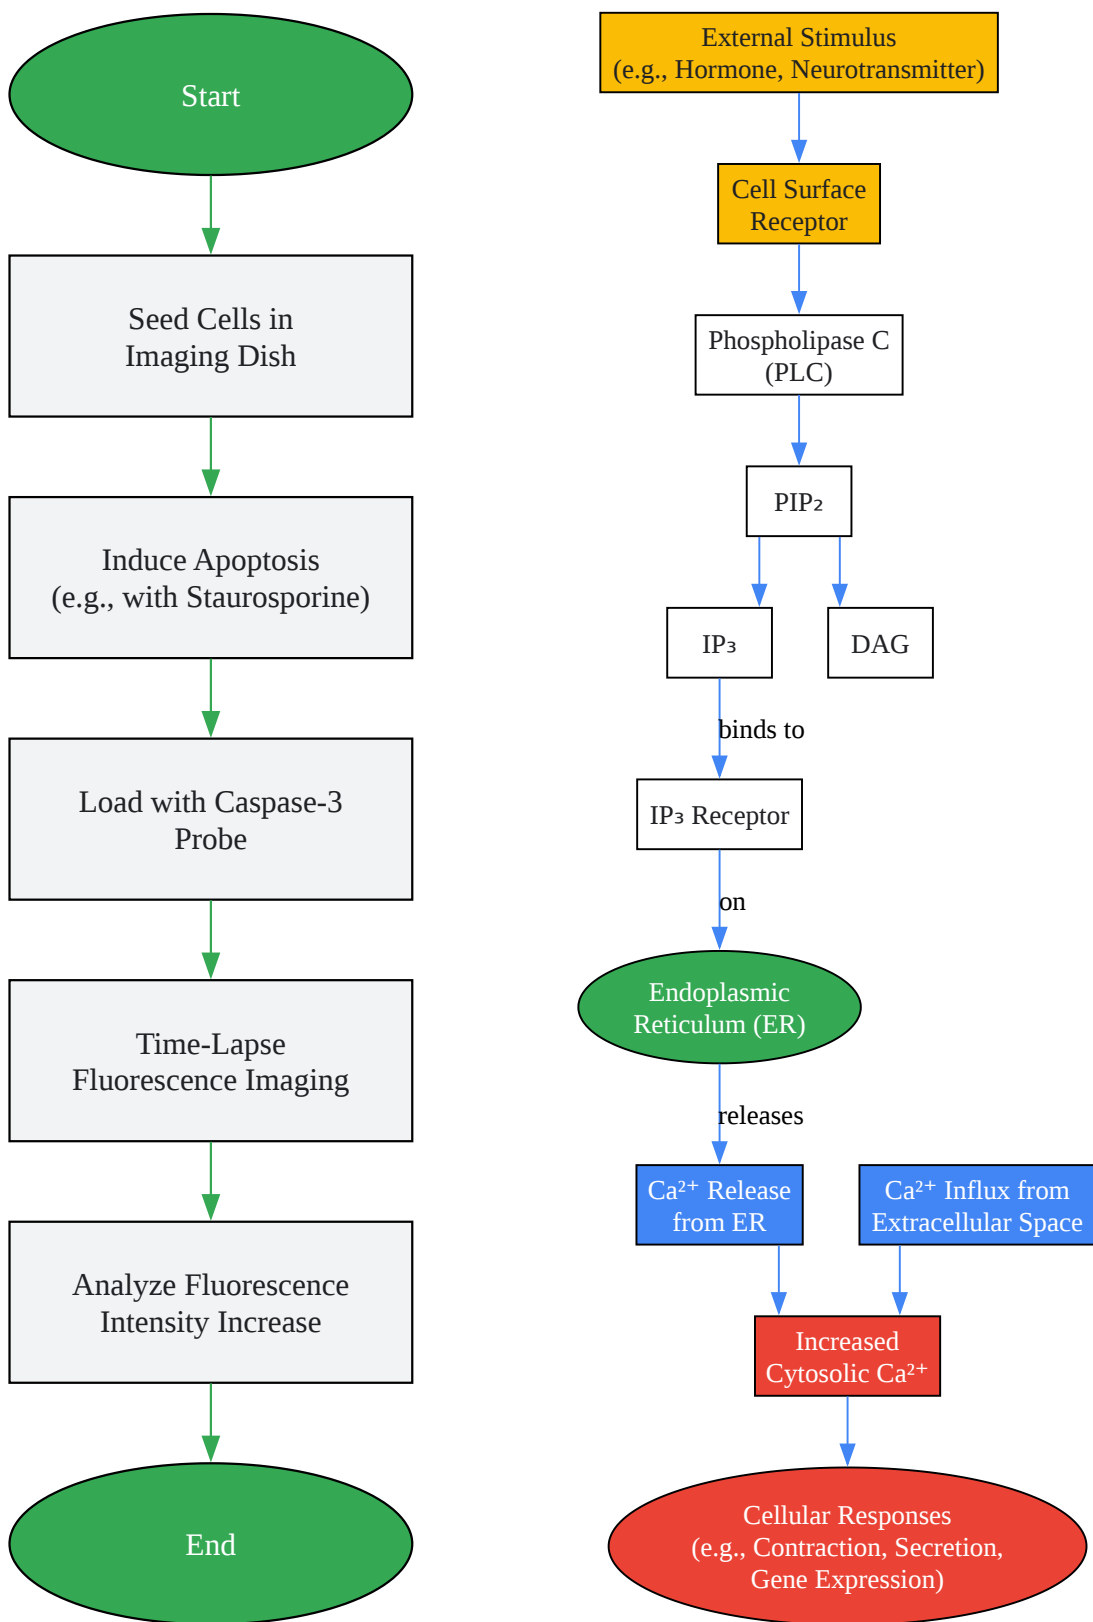 Start
Seed Cells in
Imaging Dish
Induce Apoptosis
(e.g., with Staurosporine)
Load with Caspase-3
Probe
Time-Lapse
Fluorescence Imaging
Analyze Fluorescence
Intensity Increase
End
External Stimulus
(e.g., Hormone, Neurotransmitter)
Cell Surface
Receptor
Phospholipase C
(PLC)
PIP₂
IP₃
DAG
binds to
IP₃ Receptor
on
Endoplasmic
Reticulum (ER)
releases
Ca²⁺ Release
from ER
Ca²⁺ Influx from
Extracellular Space
Increased
Cytosolic Ca²⁺
Cellular Responses
(e.g., Contraction, Secretion,
Gene Expression)